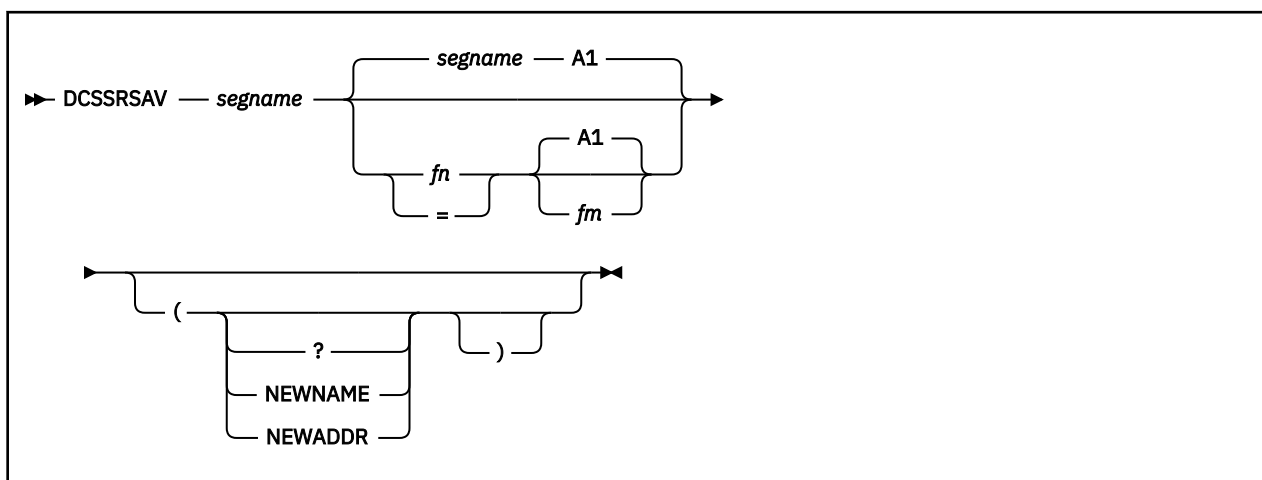 segname A1
DCSSRSAV segname
A1
fn
=
fm
(
?
)
NEWNAME
NEWADDR